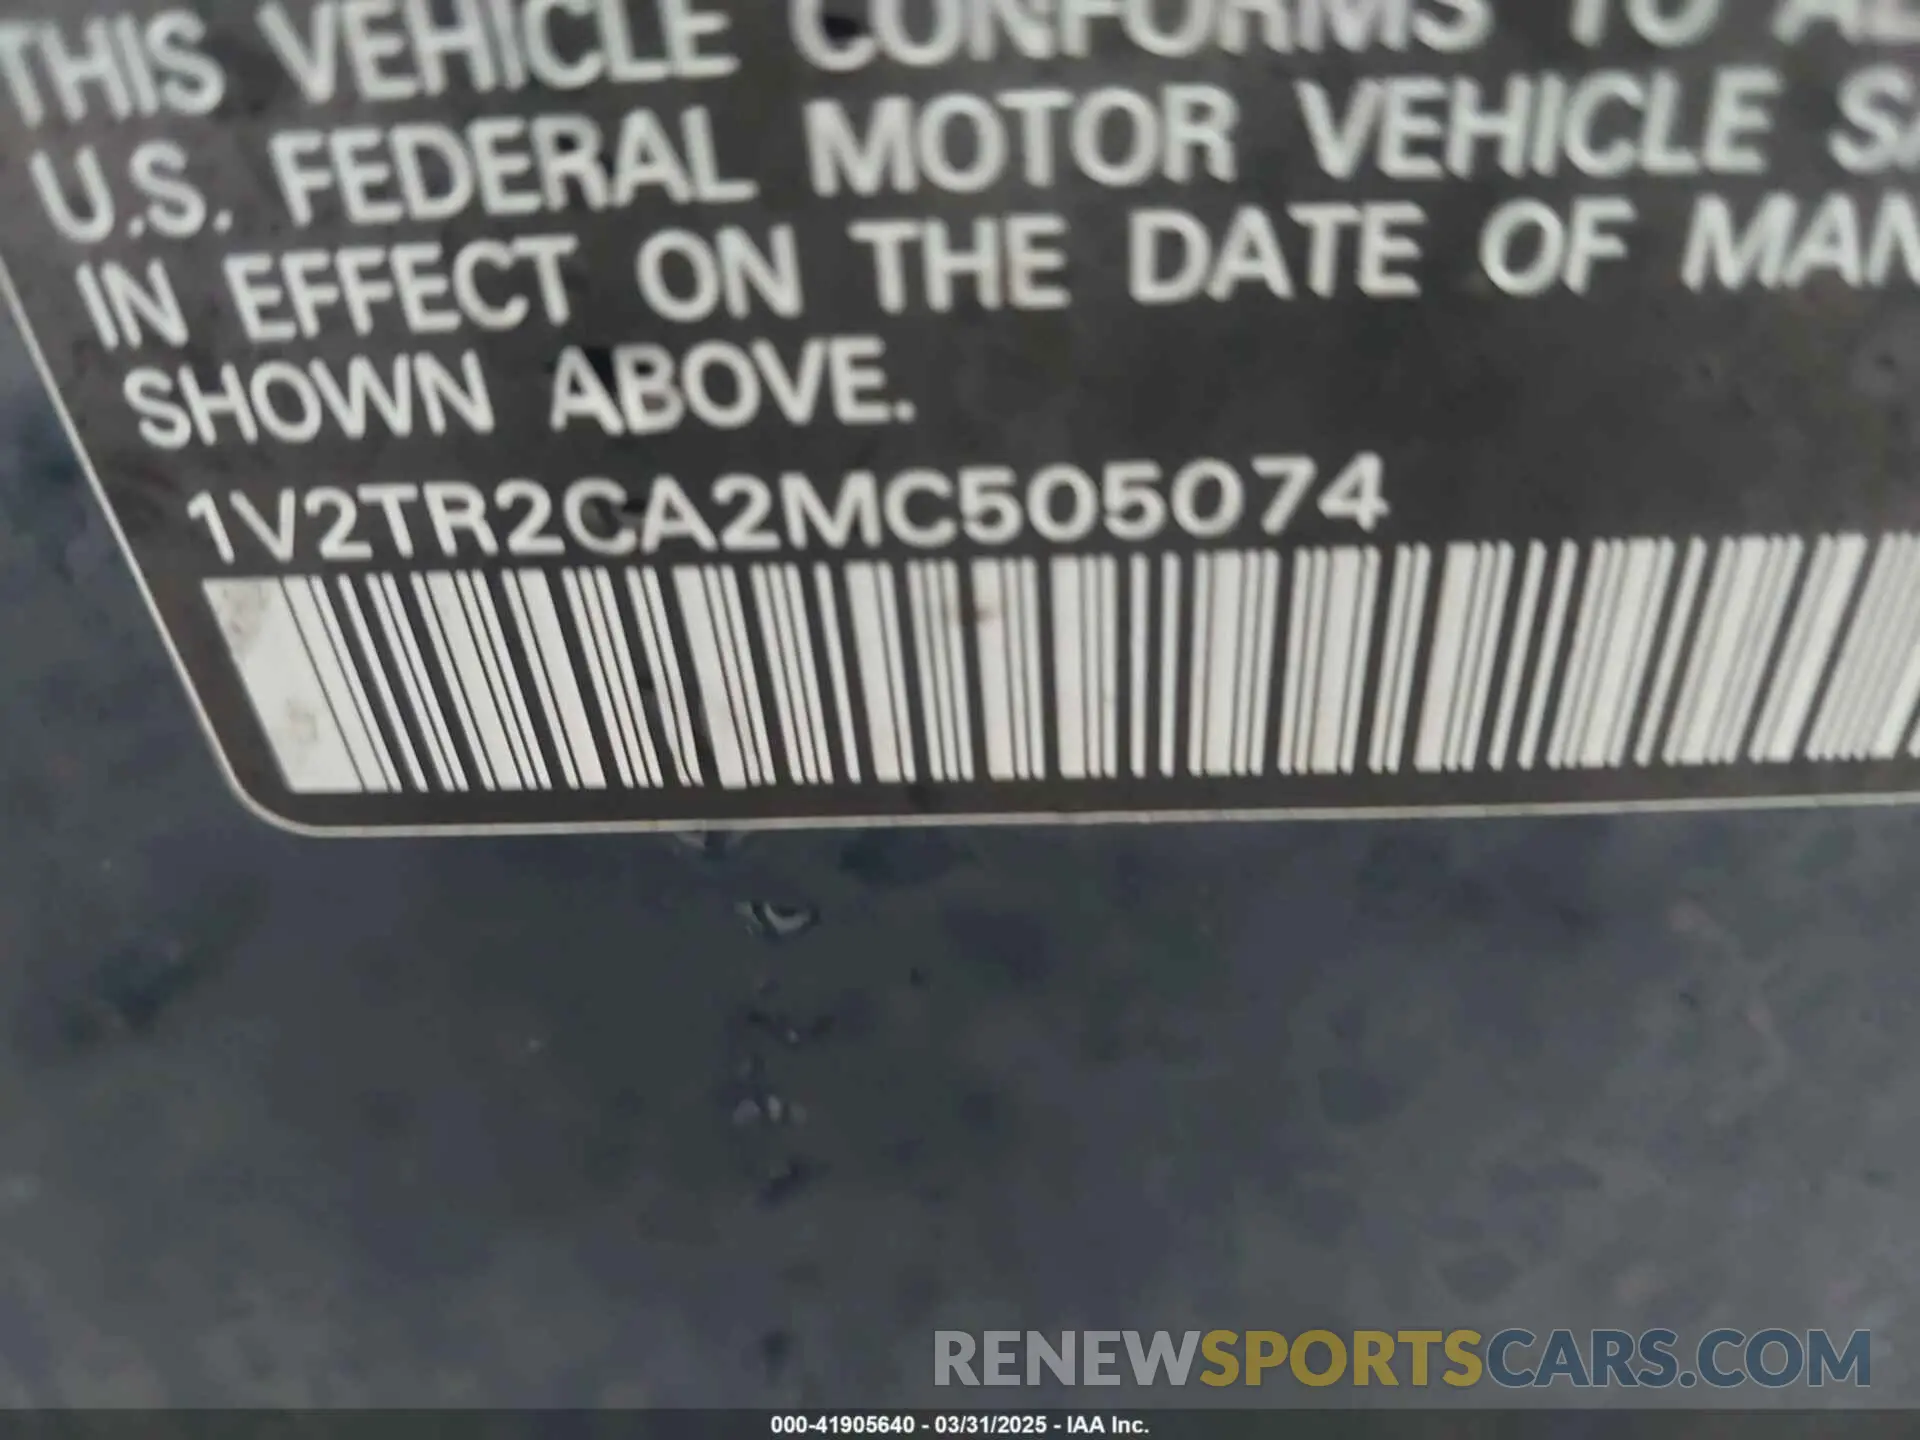 THIS VEHICLE CONFORMS TO
U.S. FEDERAL MOTOR VEHICLE
IN EFFECT ON THE DATE OF MAN
SHOWN ABOVE.
1V2TR2CA2MC505074
RENEWSPORTSCARS.COM
000-41905640 - 03/31/2025 - IAA Inc.